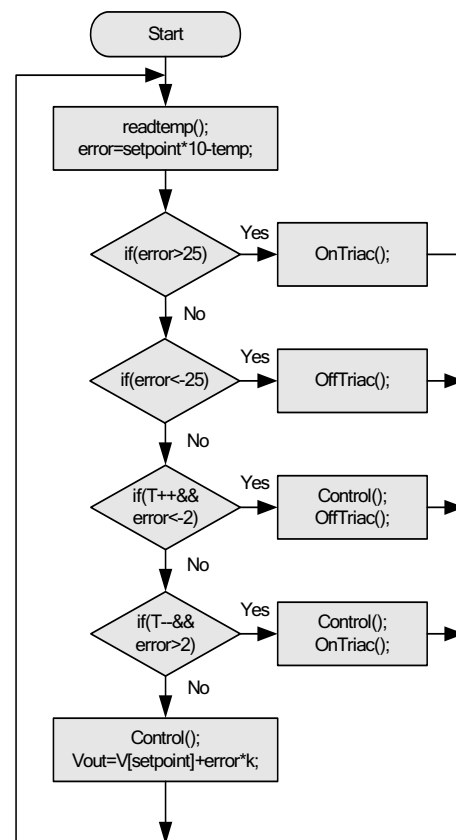 Start
readtemp();
error=setpoint*10-temp;
if(error>25)
Yes
OnTriac();
No
if(error<-25)
Yes
OffTriac();
No
if(T++&&
error<-2)
Yes
Control();
OffTriac();
No
if(T--&&
error>2)
Yes
Control();
OnTriac();
No
Control();
Vout=V[setpoint]+error*k;